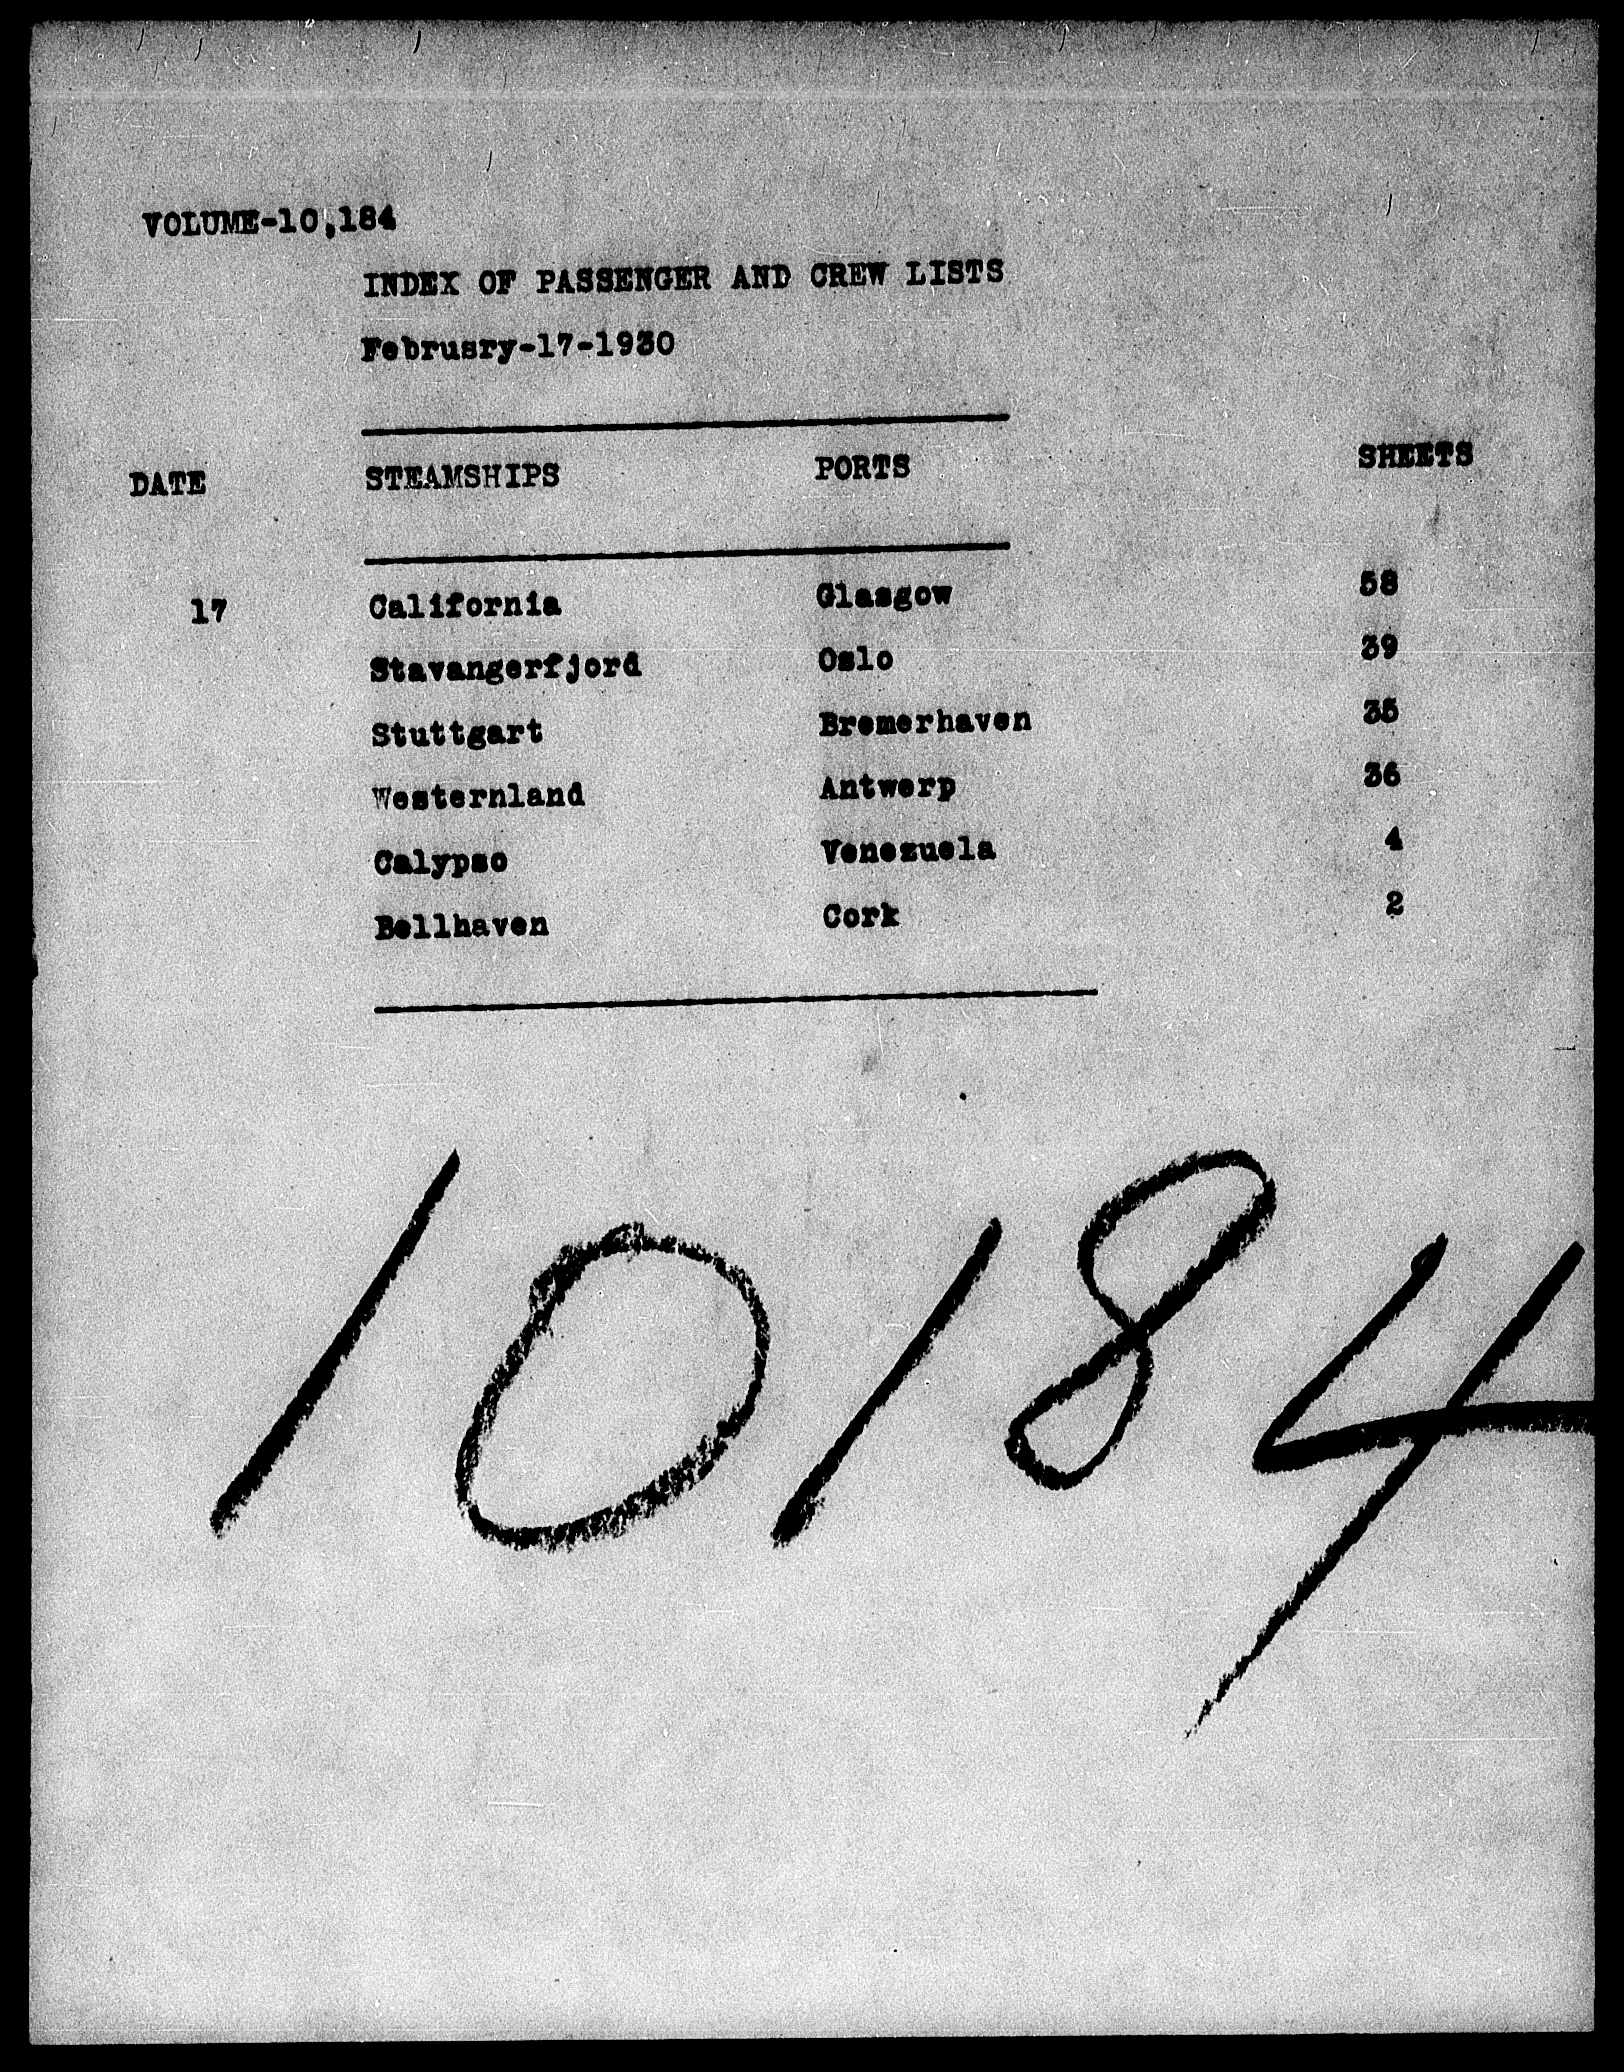 VOLUME-10,184
INDEX OF PASSENGER AND CREW LISTS
Februsry-17-1930
DATE STEAMSHIPS PORTS SHEETS
17 California Glasgow 58
Stavangerfjord Oslo 39
Stuttgart Bremerhaven 35
Westernland Antwerp 36
Calypso Venezuela 4
Bellhaven Cork 2
10184